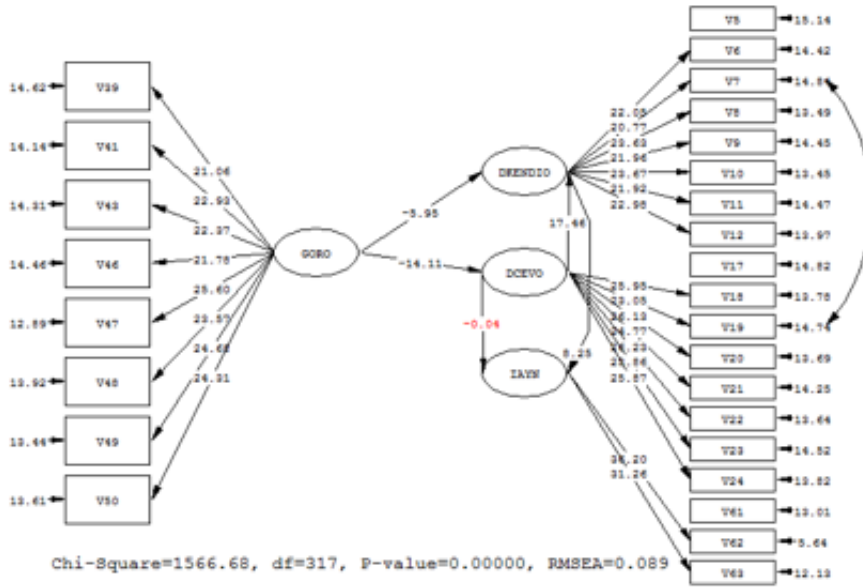 14.62 V39
14.14 V41
14.31 V43
14.46 V46
12.89 V47
13.92 V48
13.44 V49
13.61 V50
21.06
22.93
22.37
21.78
25.60
23.57
24.31
GORO
-5.95
-14.11
DKENDIO
17.46
DCEVO
-0.04
8.25
22.05
20.77
23.63
21.96
23.67
21.92
22.98
25.95
23.05
24.77
25.87
36.20
31.26
V5 15.14
V6 14.42
V7
V8 13.49
V9 14.45
V10 13.45
V11 14.47
V12 13.97
V17 14.82
V18 13.78
V19 14.74
V20 13.69
V21 14.25
V22 13.64
V23 14.52
V24 13.82
V61 13.01
V62 5.64
V63 12.13
Chi-Square=1566.68, df=317, P-value=0.00000, RMSEA=0.089